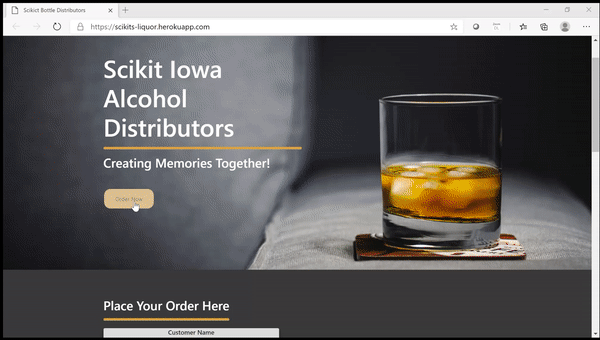 Scikict Bottle Distributors
https://scikits-liquor.herokuapp.com
Scikit Iowa
Alcohol
Distributors
Creating Memories Together!
Order Now
Place Your Order Here
Customer Name